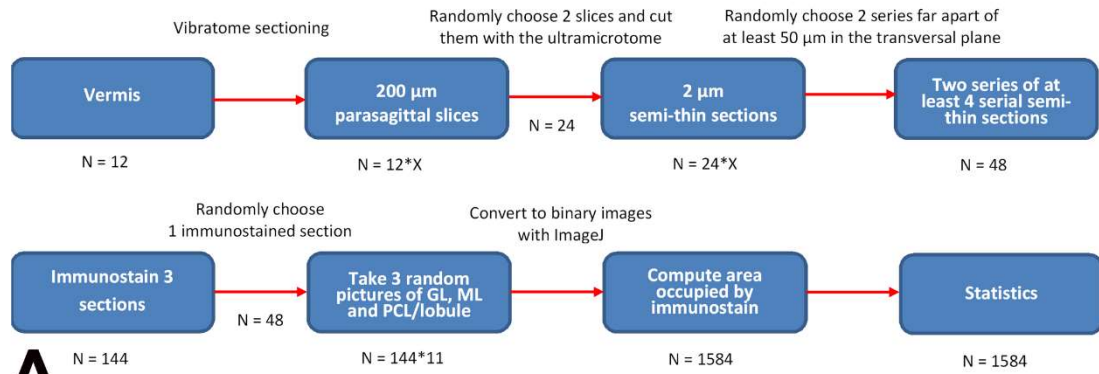 Vibratome sectioning
Randomly choose 2 slices and cut
them with the ultramicrotome
Randomly choose 2 series far apart of
at least 50 µm in the transversal plane
Vermis
200 µm
parasagittal slices
2 µm
semi-thin sections
Two series of at
least 4 serial semi-
thin sections
N = 24
N = 12
N = 12*X
N = 24*X
N = 48
Randomly choose
1 immunostained section
Convert to binary images
with ImageJ
Immunostain 3
sections
Take 3 random
pictures of GL, ML
and PCL/lobule
Compute area
occupied by
immunostain
Statistics
N = 48
N = 144
N = 144*11
N = 1584
N = 1584